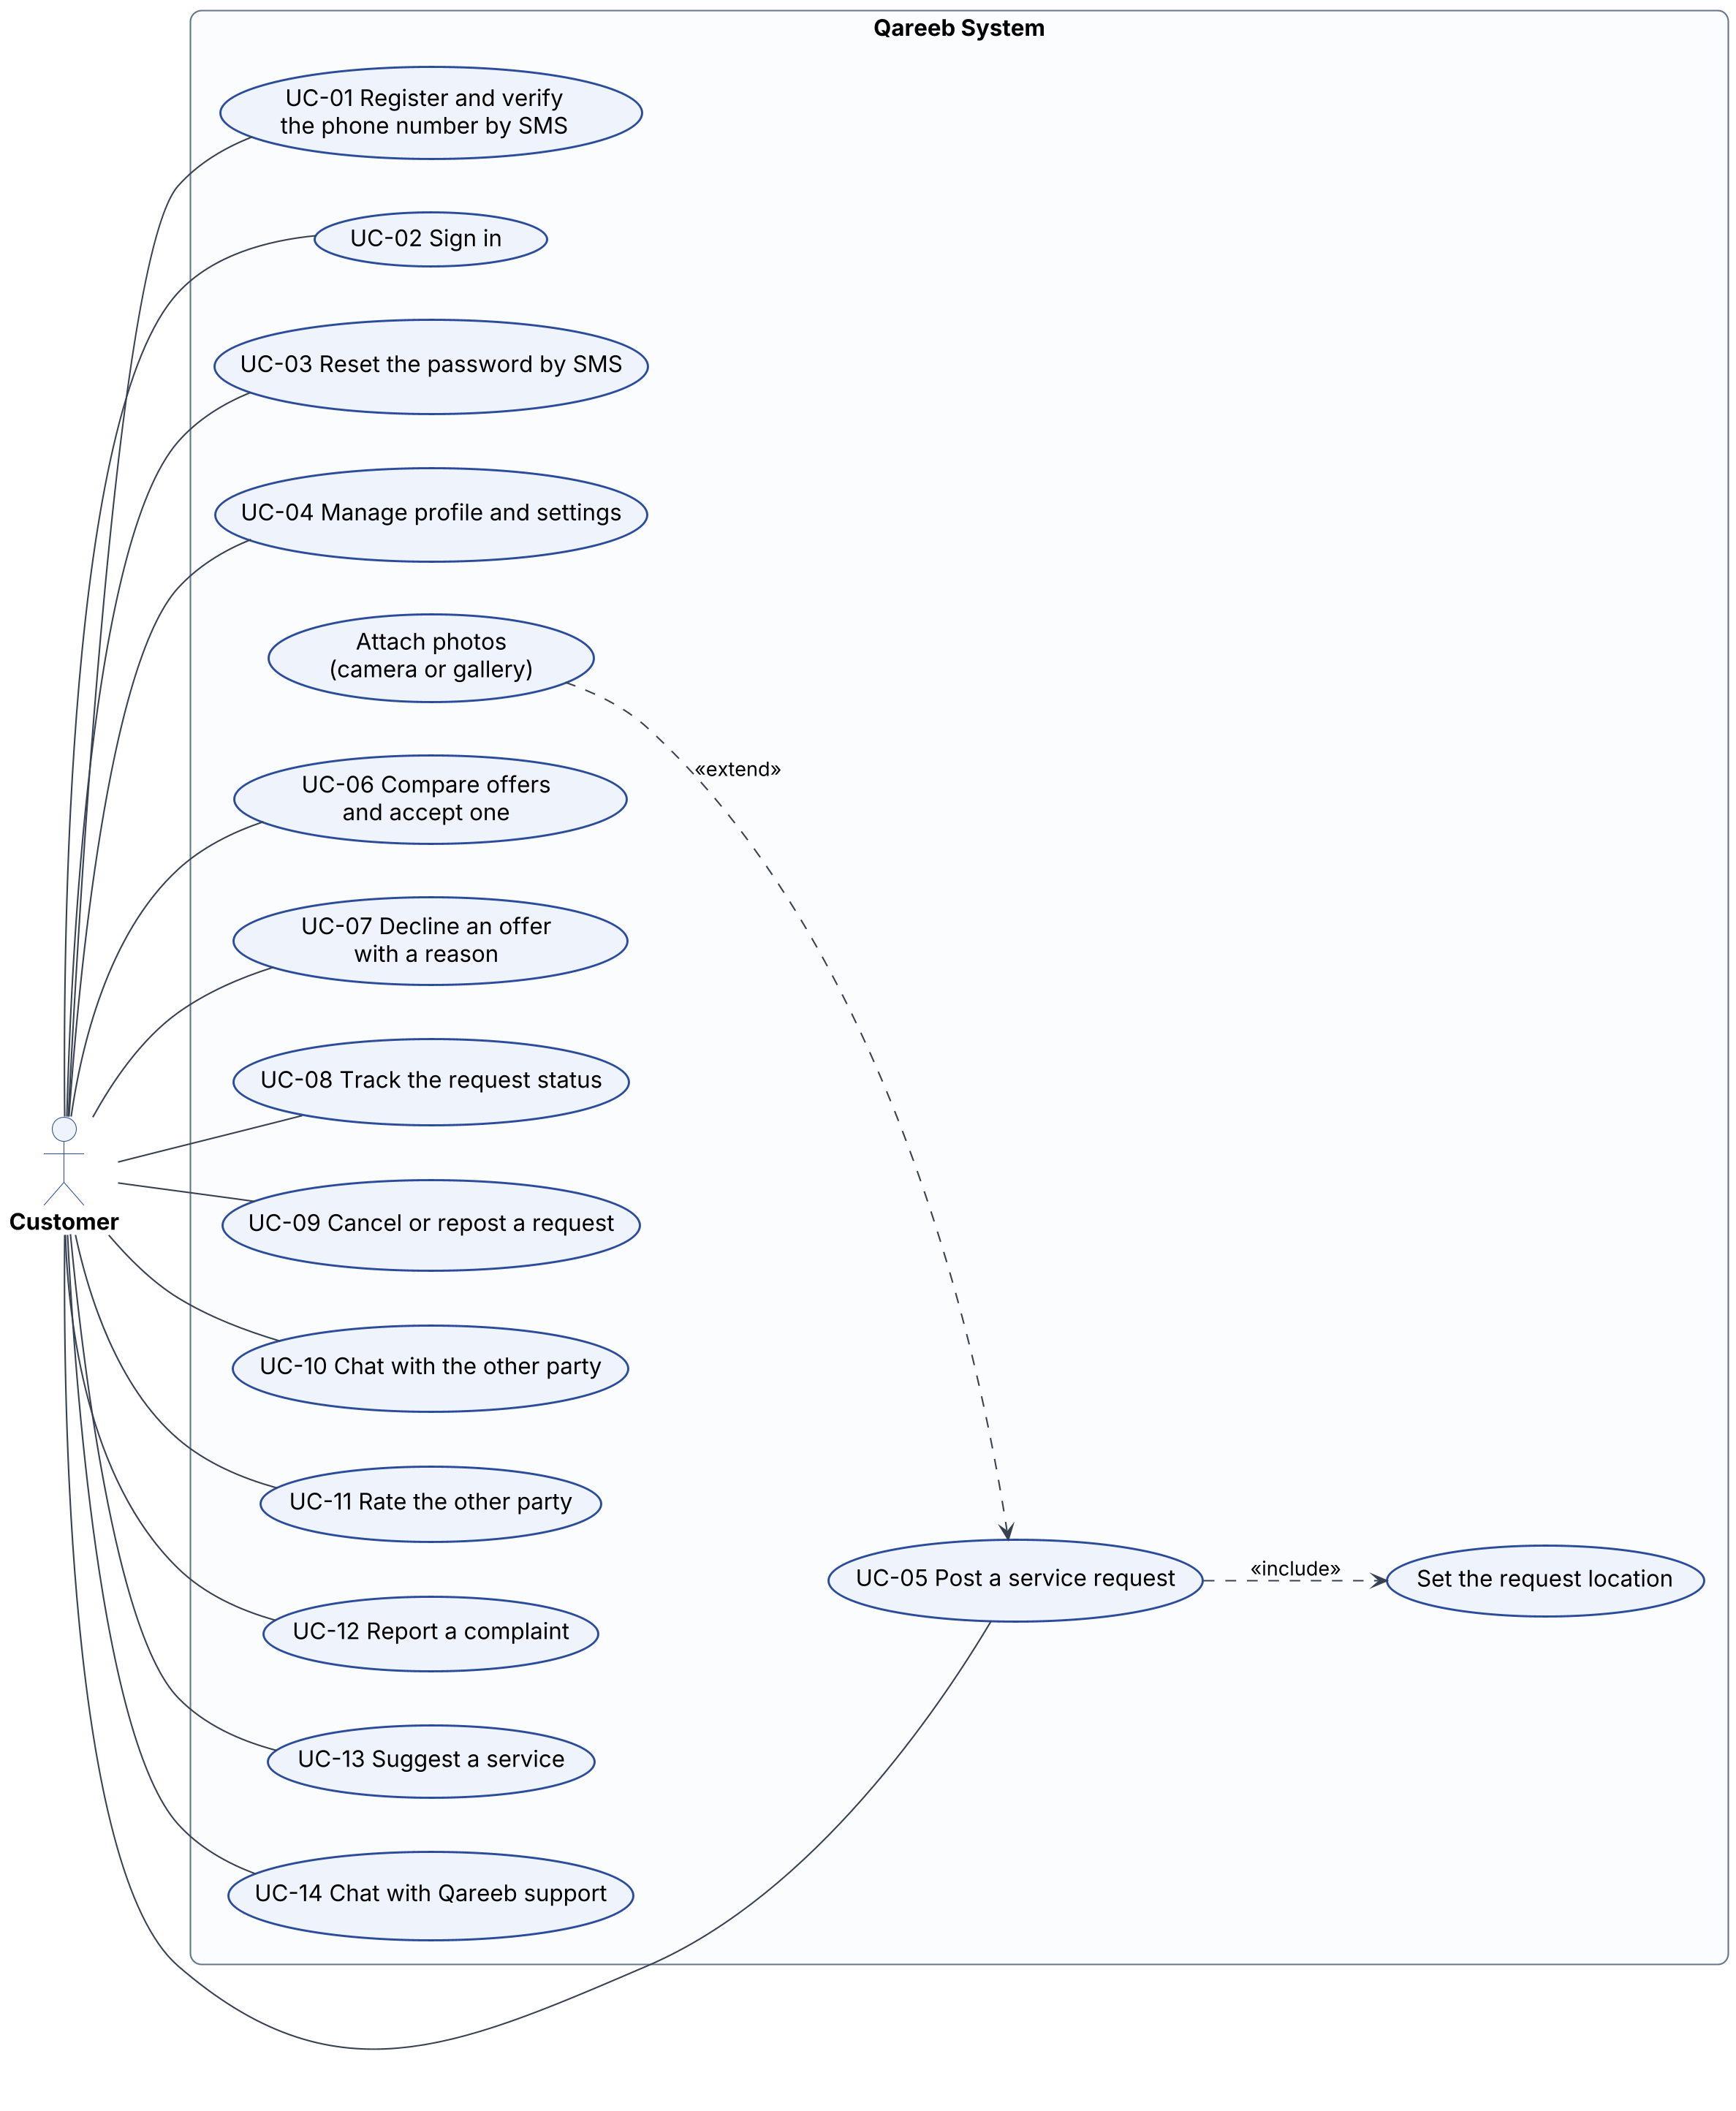 Qareeb System
UC-01 Register and verify
the phone number by SMS
UC-02 Sign in
UC-03 Reset the password by SMS
UC-04 Manage profile and settings
Attach photos
(camera or gallery)
«extend»
UC-06 Compare offers
and accept one
UC-07 Decline an offer
with a reason
UC-08 Track the request status
Customer
UC-09 Cancel or repost a request
UC-10 Chat with the other party
UC-11 Rate the other party
UC-05 Post a service request
«include»
Set the request location
UC-12 Report a complaint
UC-13 Suggest a service
UC-14 Chat with Qareeb support